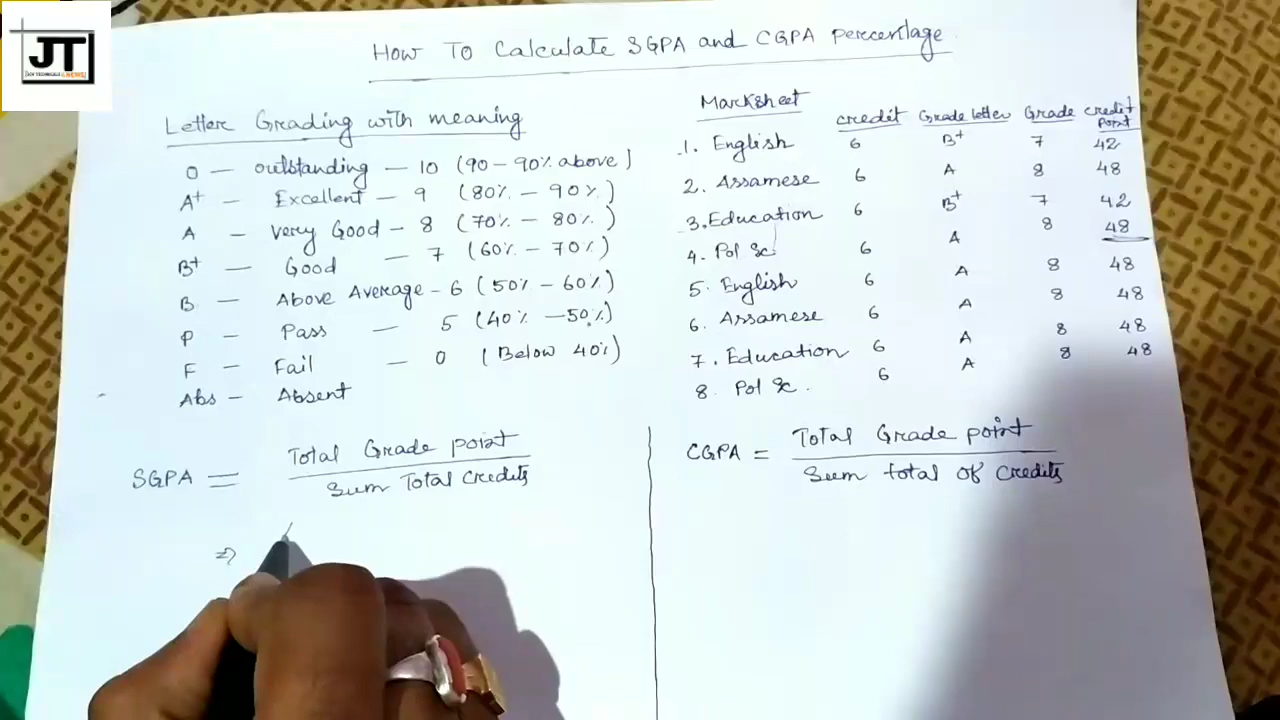 JT
How To Calculate SGPA and CGPA percentage
Letter Grading with meaning
O — outstanding — 10 (90 – 90% above)
A+ — Excellent — 9 (80% – 90%)
A — very Good – 8 (70% – 80%)
B+ — Good — 7 (60% – 70%)
B — Above Average – 6 (50% – 60%)
P — Pass — 5 (40% – 50%)
F — Fail — 0 (Below 40%)
Abs — Absent
Marksheet credit Grade letter Grade credit point
1. English 6 B+ 7 42
2. Assamese 6 A 8 48
3. Education 6 B+ 7 42
4. Pol Sc. 6 A 8 48
5. English 6 A 8 48
6. Assamese 6 A 8 48
7. Education 6 A 8 48
8. Pol Sc. 6 A 8 48
SGPA = Total Grade point
Sum Total Credits
⇒
CGPA = Total Grade point
Sum total of Credits